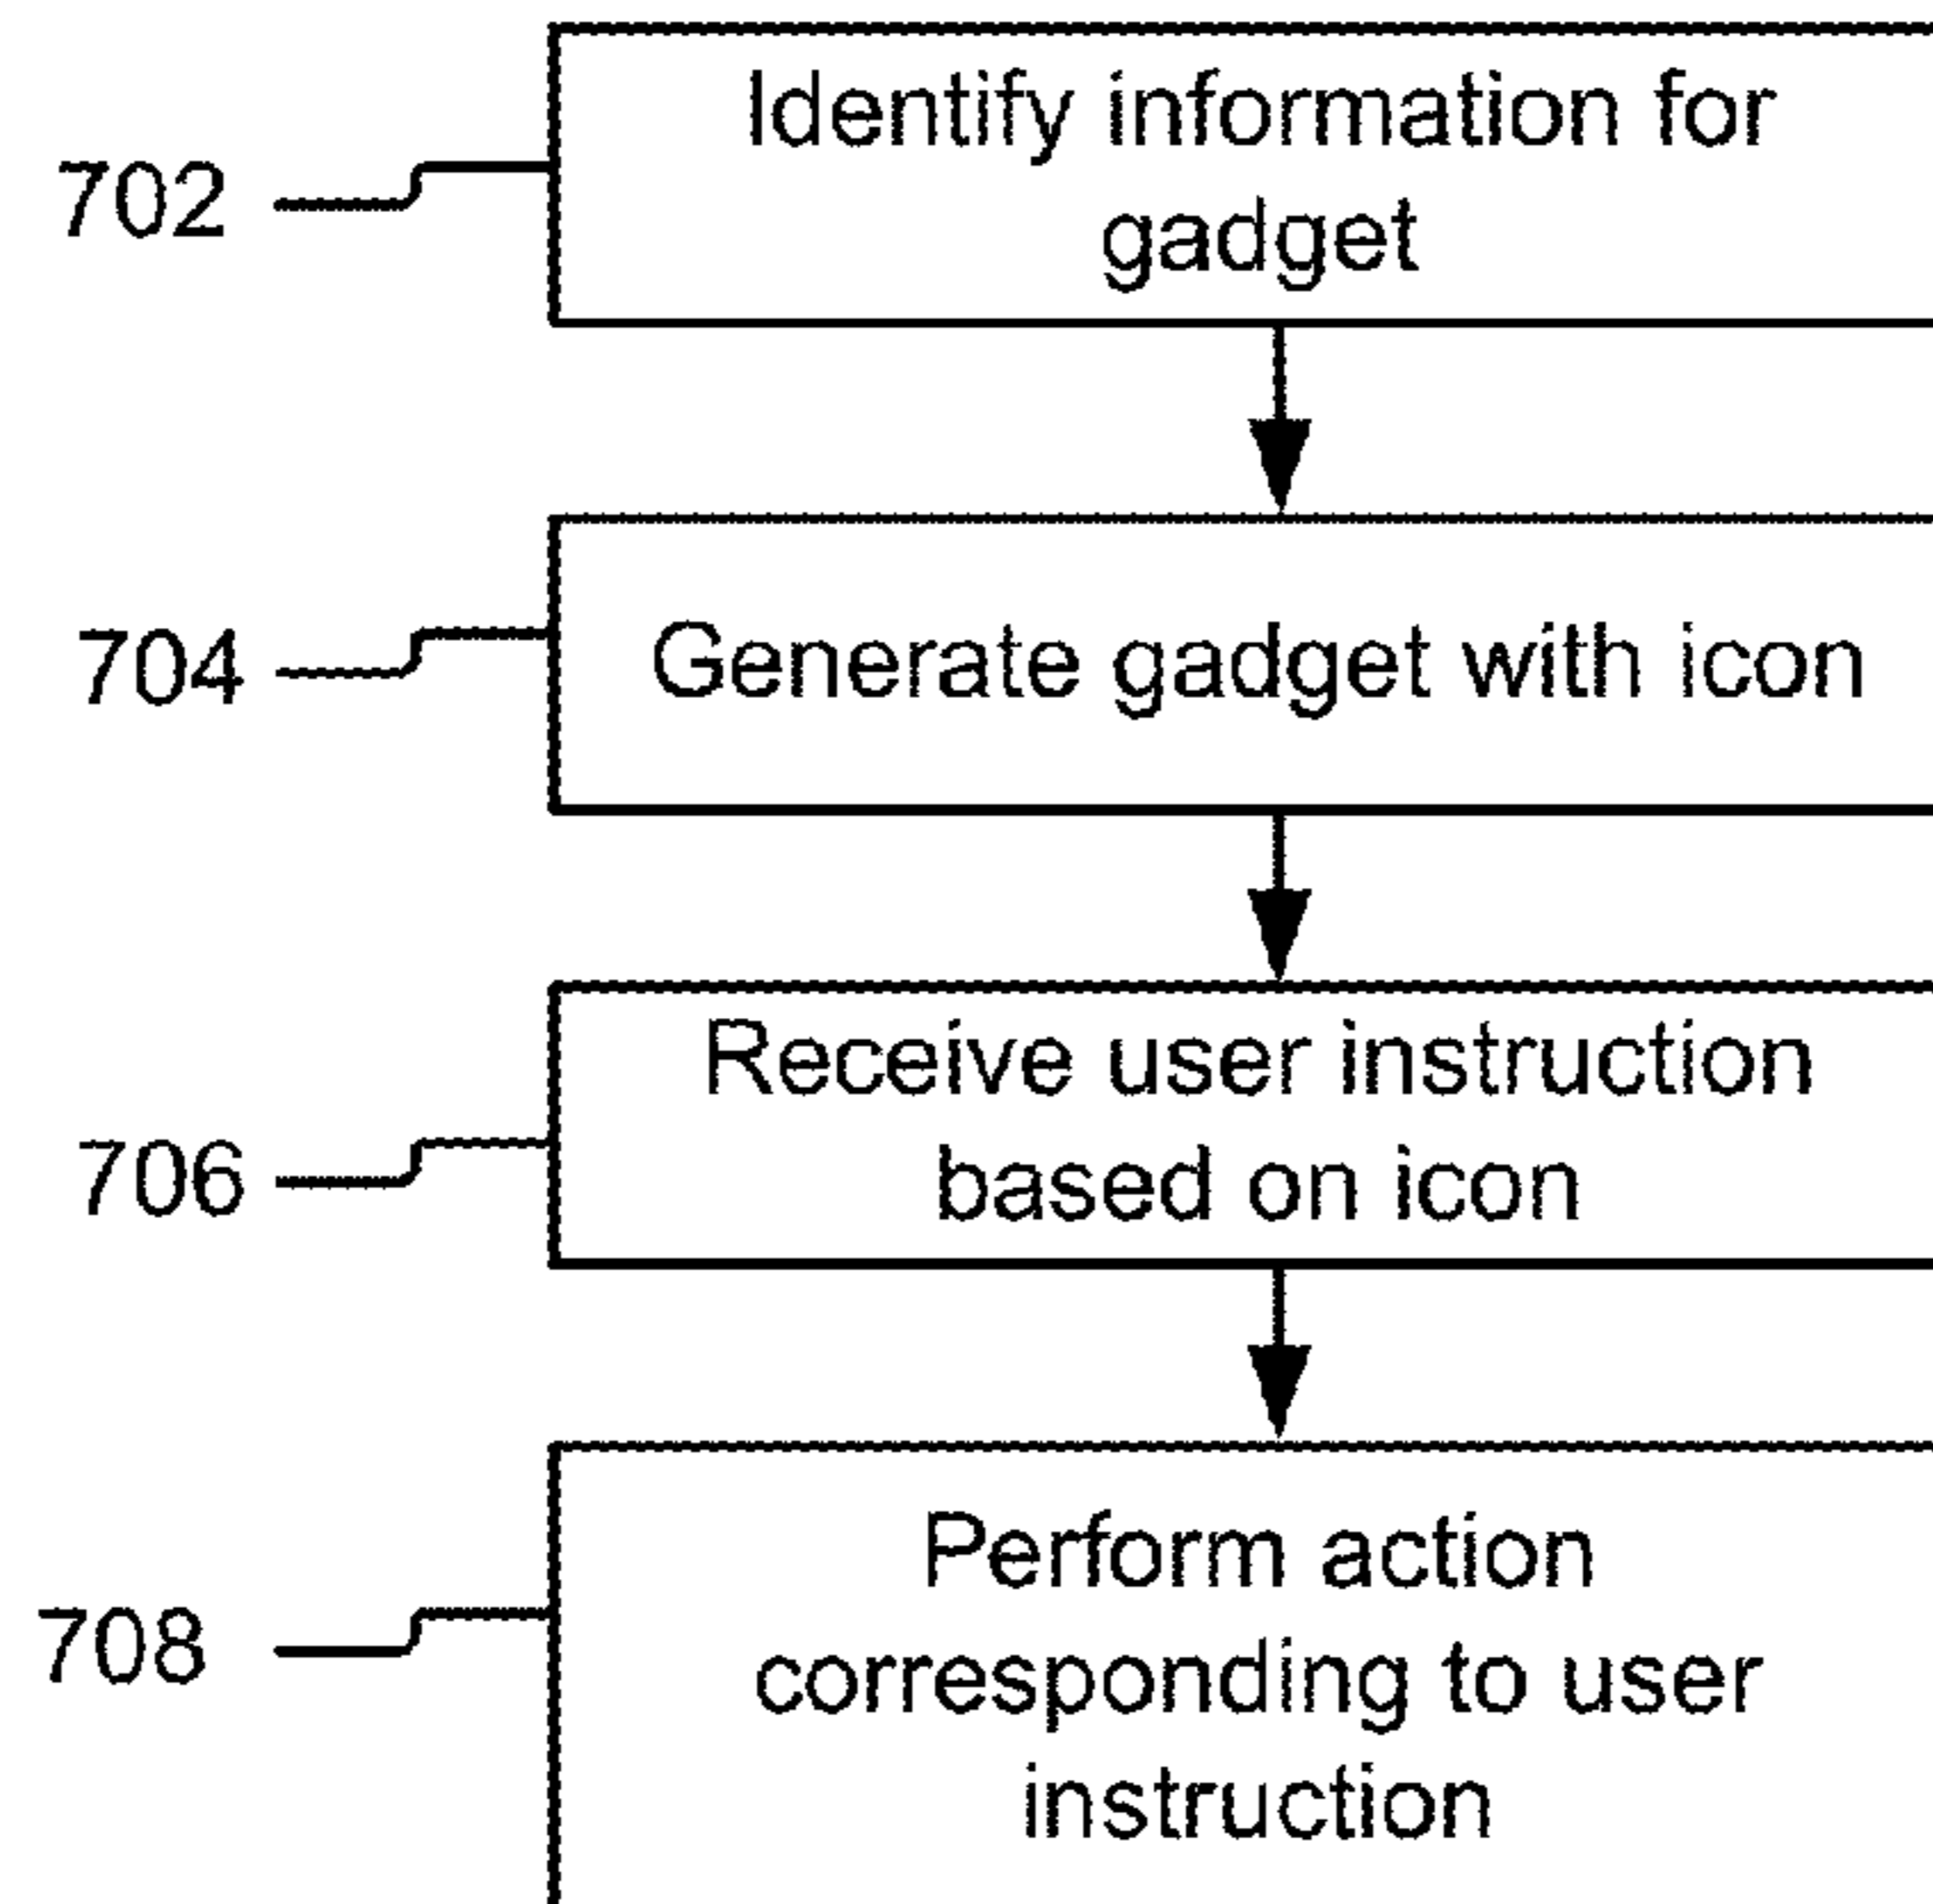 702
Identify information for
gadget
704
Generate gadget with icon
706
Receive user instruction
based on icon
708
Perform action
corresponding to user
instruction